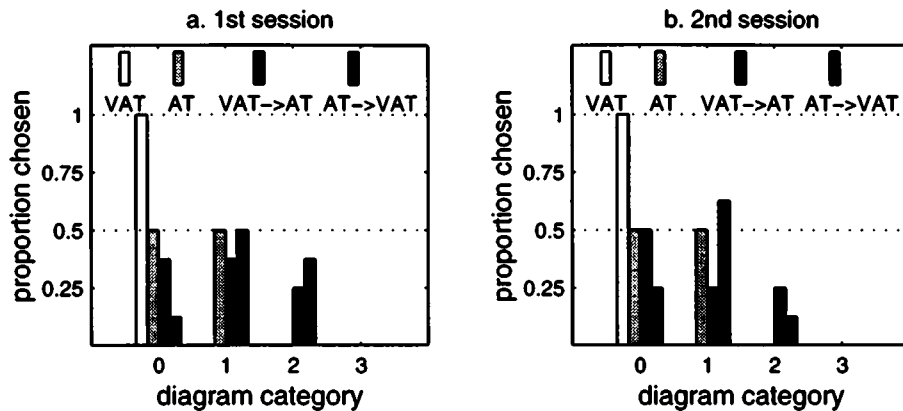 a. 1st session
VAT AT VAT->AT AT->VAT
1
0.75
0.5
0.25
0 1 2 3
diagram category
proportion chosen
b. 2nd session
VAT AT VAT->AT AT->VAT
1
0.75
0.5
0.25
0 1 2 3
diagram category
proportion chosen